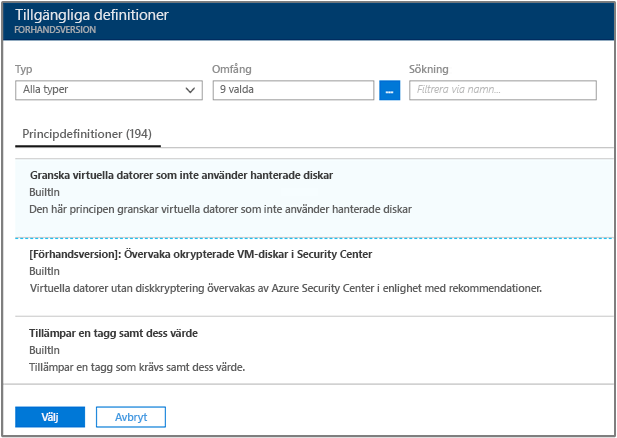 Tillgängliga definitioner
FÖRHANDSVERSION
Typ Omfång Sökning
Alla typer 9 valda ... Filtrera via namn...
Principdefinitioner (194)
Granska virtuella datorer som inte använder hanterade diskar
BuiltIn
Den här principen granskar virtuella datorer som inte använder hanterade diskar
[Förhandsversion]: Övervaka okrypterade VM-diskar i Security Center
BuiltIn
Virtuella datorer utan diskkryptering övervakas av Azure Security Center i enlighet med rekommendationer.
Tillämpar en tagg samt dess värde
BuiltIn
Tillämpar en tagg som krävs samt dess värde.
Välj Avbryt